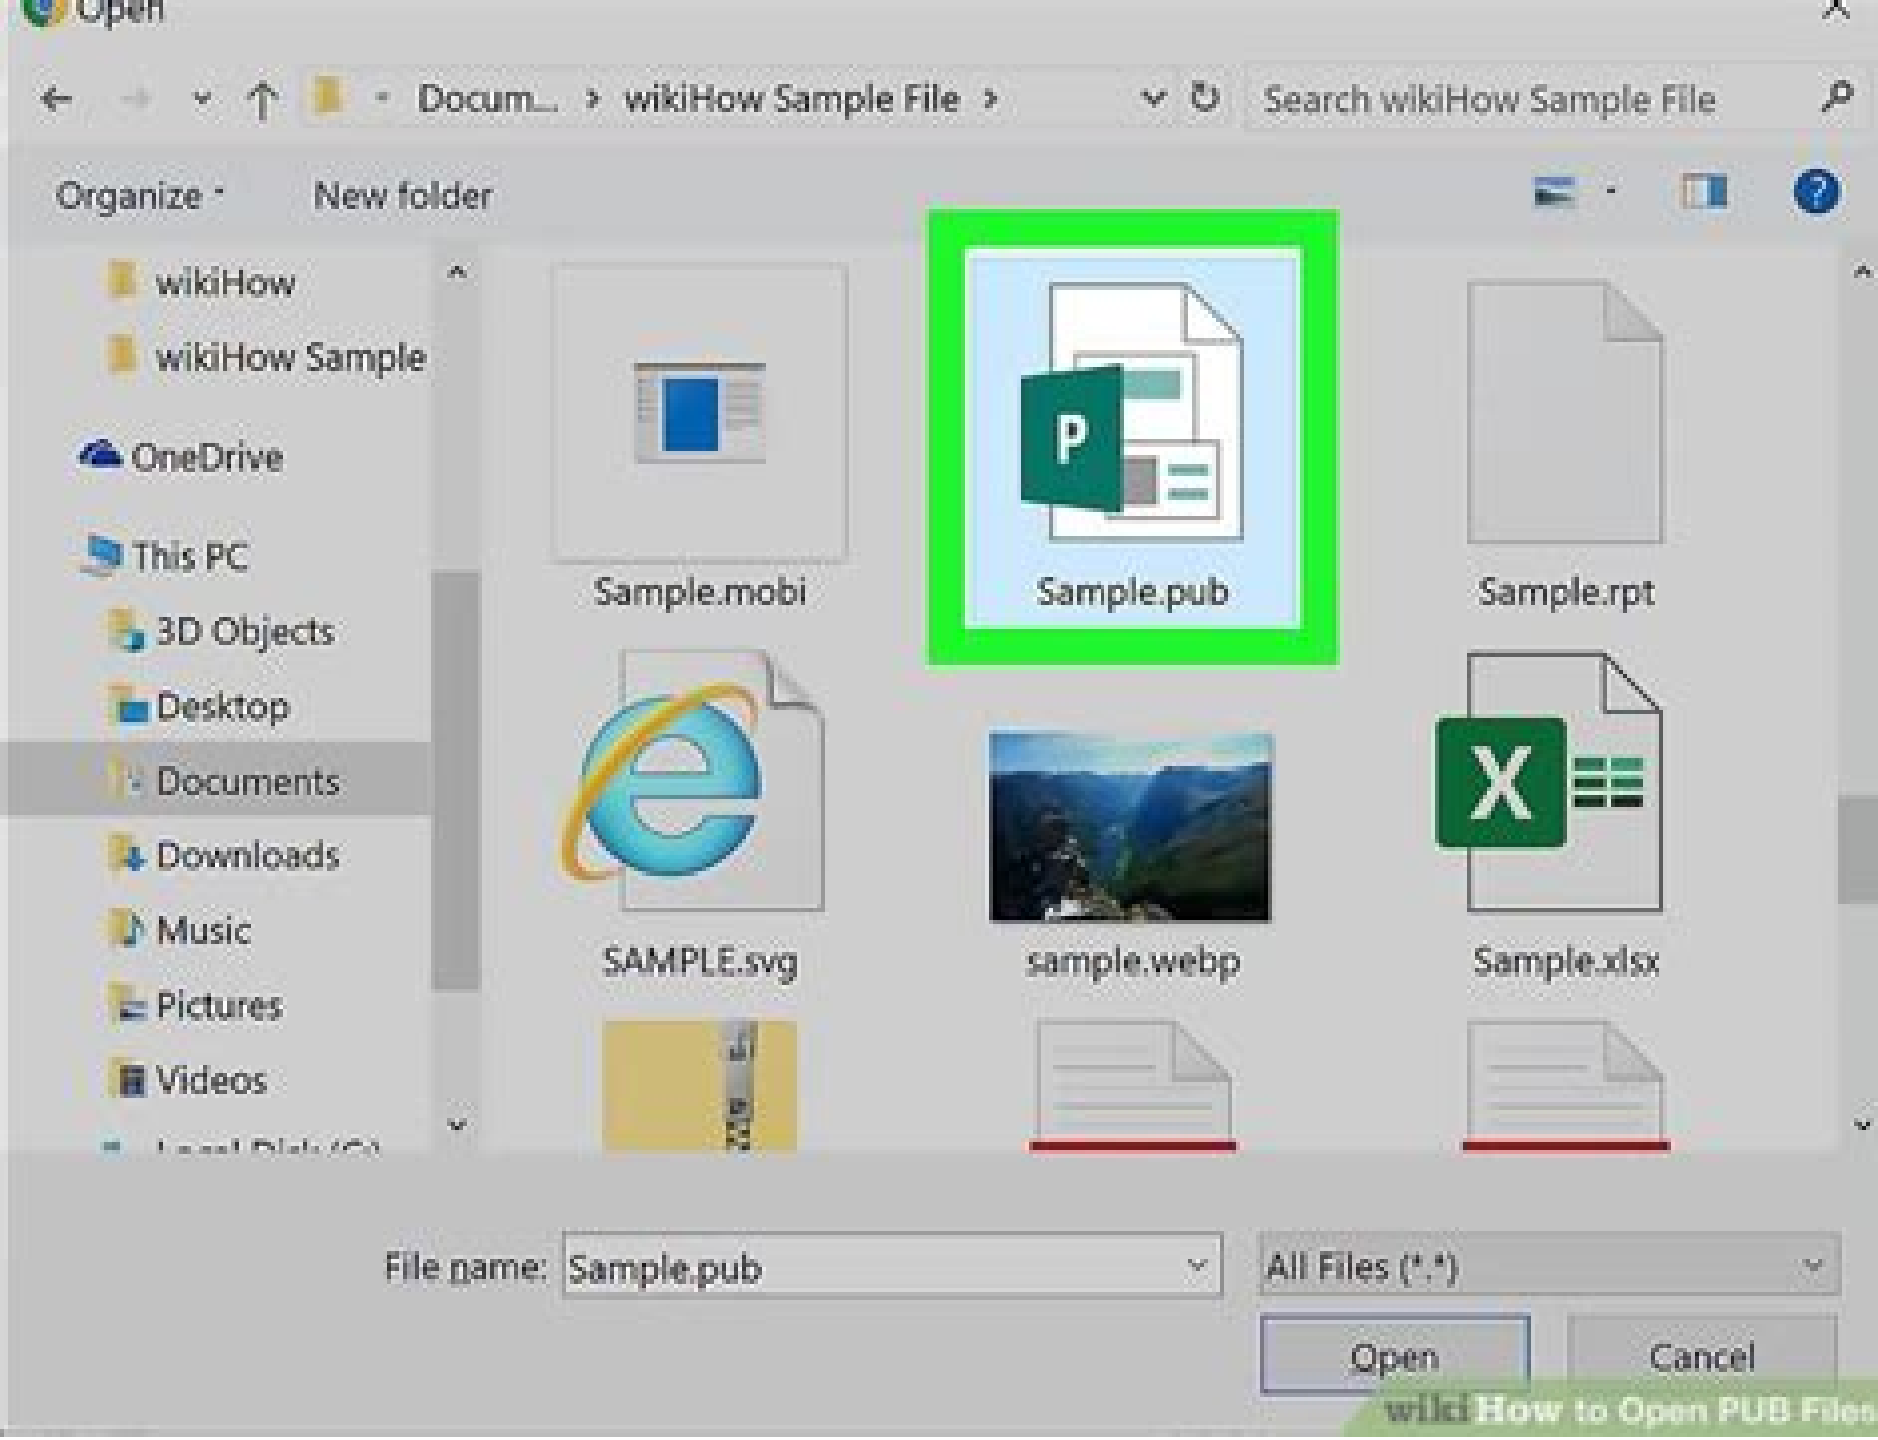 Open
Docum... > wikiHow Sample File >
Search wikiHow Sample File
Organize
New folder
wikiHow
wikiHow Sample
OneDrive
This PC
3D Objects
Desktop
Documents
Downloads
Music
Pictures
Videos
Local Disk (C:)
P
Sample.mobi
Sample.pub
Sample.rpt
e
X
SAMPLE.svg
sample.webp
Sample.xlsx
File name:
Sample.pub
All Files (*.*)
Open
Cancel
wikiHow to Open PUB Files